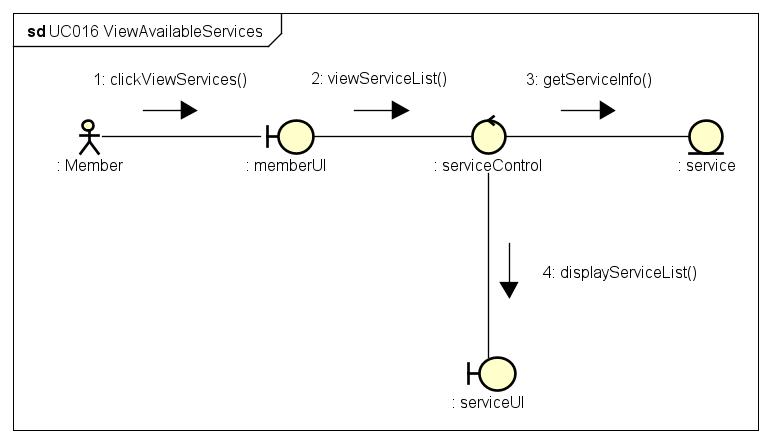 sd UC016 ViewAvailableServices
1: clickViewServices()
2: viewServiceList()
3: getServiceInfo()
: Member
: memberUI
: serviceControl
: service
4: displayServiceList()
: serviceUI